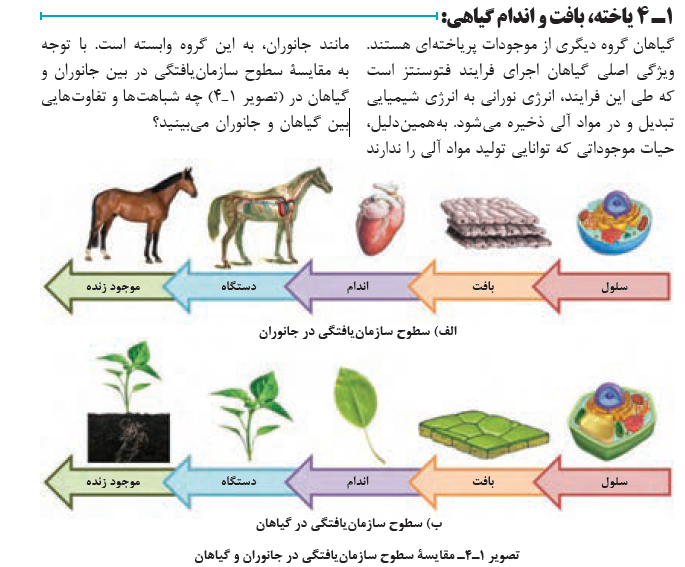 ۱ــ۴ یاخته، بافت و اندام گیاهی:
گیاهان گروه دیگری از موجودات پریاخته‌ای هستند.
ویژگی اصلی گیاهان اجرای فرایند فتوسنتز است
که طی این فرایند، انرژی نورانی به انرژی شیمیایی
تبدیل و در مواد آلی ذخیره می‌شود. به‌همین‌دلیل،
حیات موجوداتی که توانایی تولید مواد آلی را ندارند
مانند جانوران، به این گروه وابسته است. با توجه
به مقایسهٔ سطوح سازمان‌یافتگی در بین جانوران و
گیاهان در (تصویر ۱ــ۴) چه شباهت‌ها و تفاوت‌هایی
بین گیاهان و جانوران می‌بینید؟
سلول بافت اندام دستگاه موجود زنده
الف) سطوح سازمان‌یافتگی در جانوران
سلول بافت اندام دستگاه موجود زنده
ب) سطوح سازمان‌یافتگی در گیاهان
تصویر ۱ــ۴ــ مقایسهٔ سطوح سازمان‌یافتگی در جانوران و گیاهان